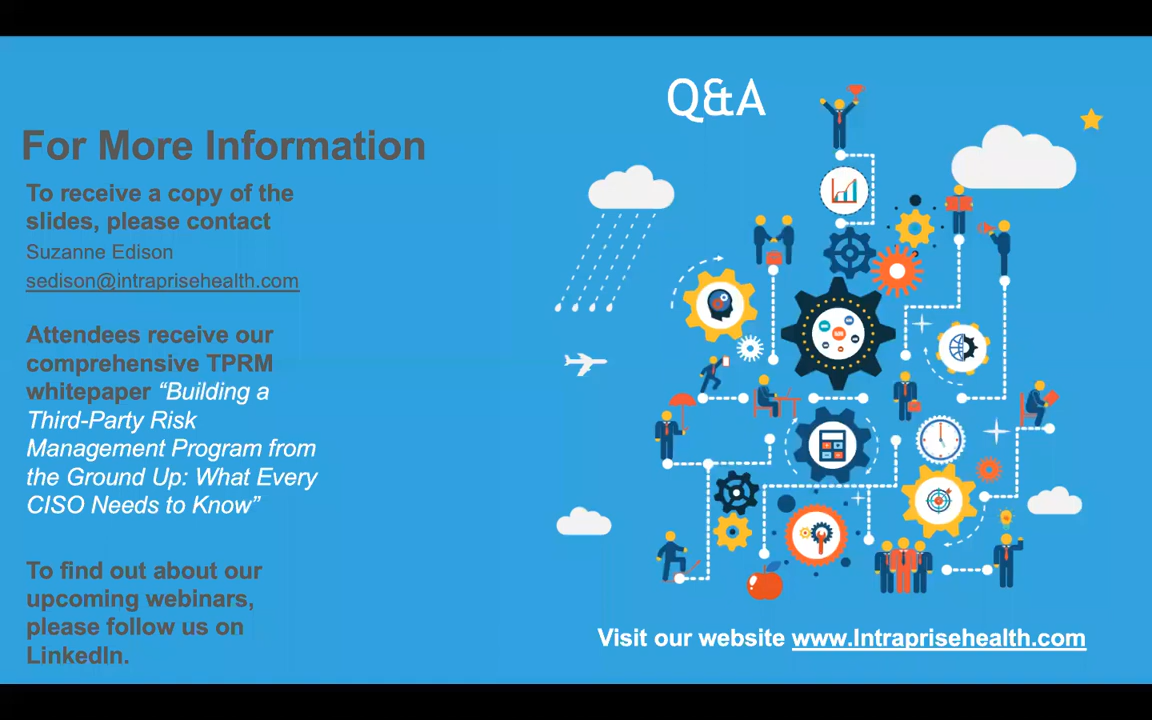 Q&A
For More Information
To receive a copy of the
slides, please contact
Suzanne Edison
sedison@intraprisehealth.com
Attendees receive our
comprehensive TPRM
whitepaper “Building a
Third-Party Risk
Management Program from
the Ground Up: What Every
CISO Needs to Know”
To find out about our
upcoming webinars,
please follow us on
LinkedIn.
Visit our website www.Intraprisehealth.com